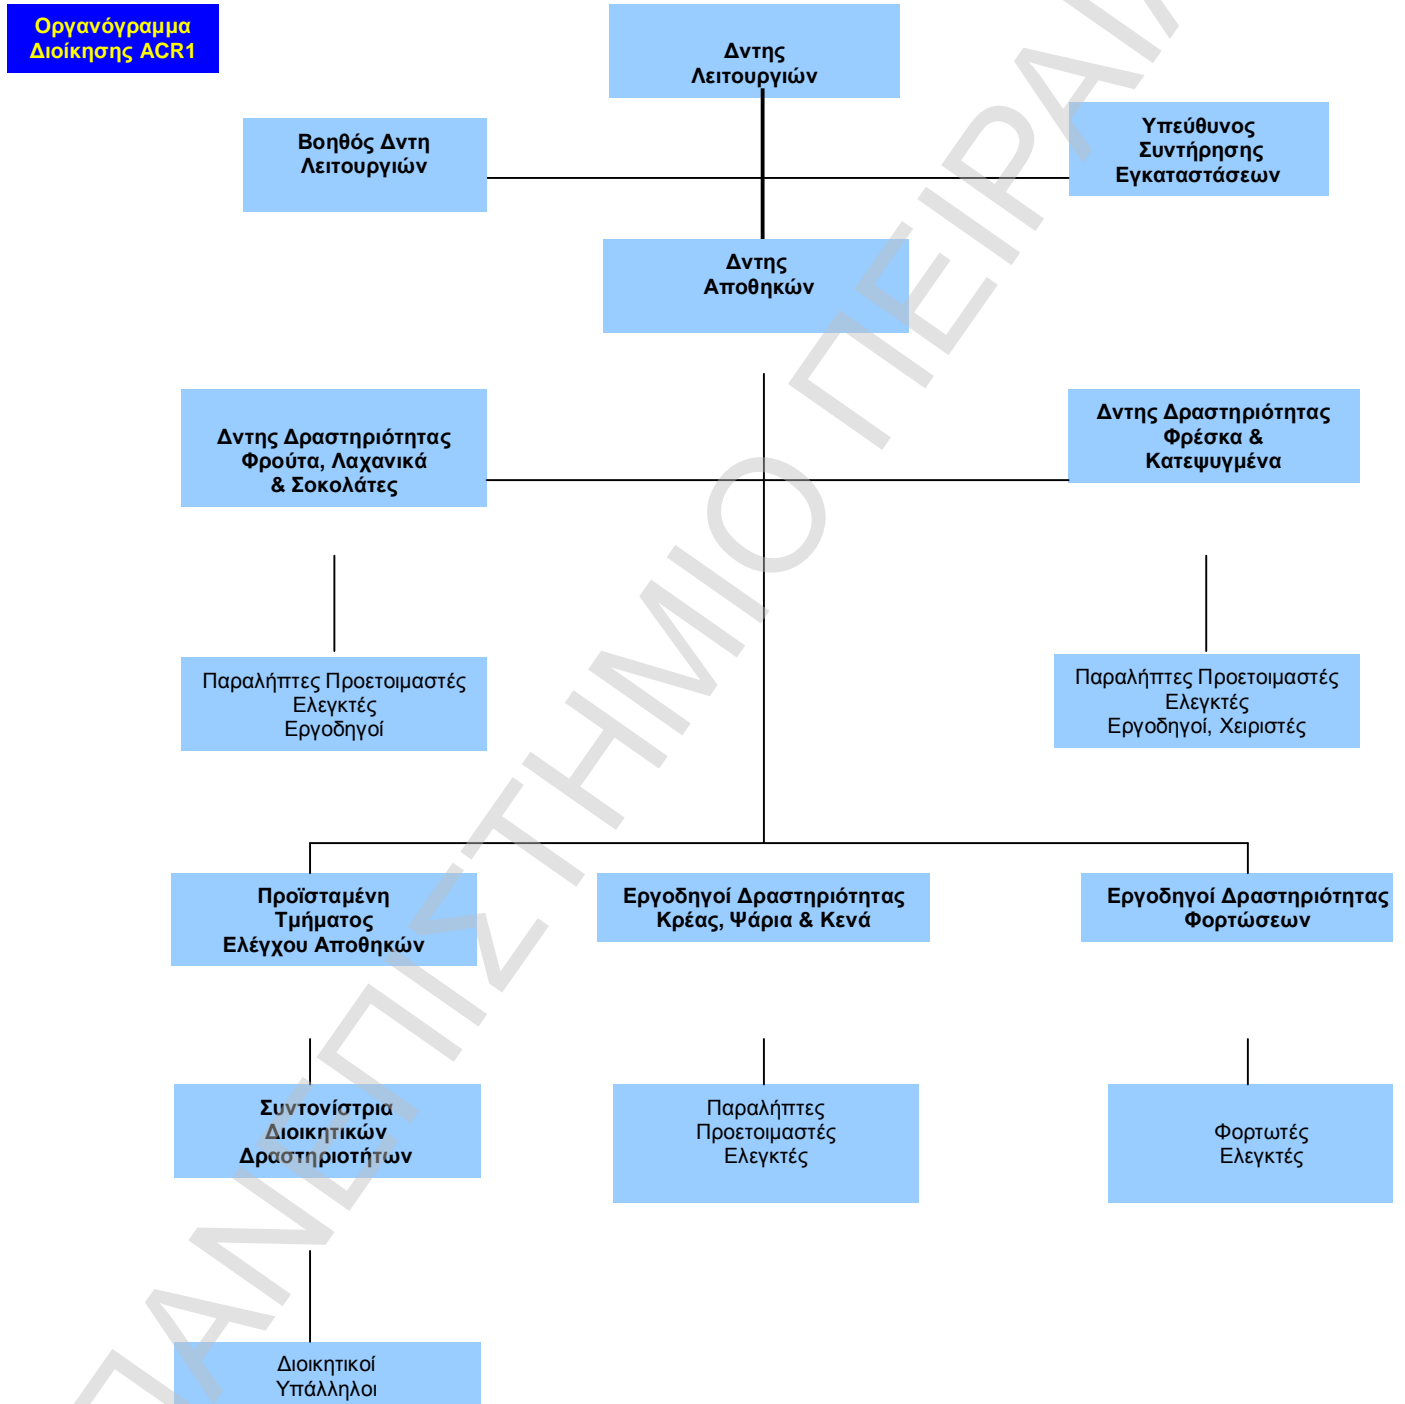 Οργανόγραμμα
Διοίκησης ACR1
Δντης
Λειτουργιών
Βοηθός Δντη
Λειτουργιών
Υπεύθυνος
Συντήρησης
Εγκαταστάσεων
Δντης
Αποθηκών
Δντης Δραστηριότητας
Φρούτα, Λαχανικά
& Σοκολάτες
Δντης Δραστηριότητας
Φρέσκα &
Κατεψυγμένα
Παραλήπτες Προετοιμαστές
Ελεγκτές
Εργοδηγοί
Παραλήπτες Προετοιμαστές
Ελεγκτές
Εργοδηγοί, Χειριστές
Προϊσταμένη
Τμήματος
Ελέγχου Αποθηκών
Εργοδηγοί Δραστηριότητας
Κρέας, Ψάρια & Κενά
Εργοδηγοί Δραστηριότητας
Φορτώσεων
Συντονίστρια
Διοικητικών
Δραστηριοτήτων
Παραλήπτες
Προετοιμαστές
Ελεγκτές
Φορτωτές
Ελεγκτές
Διοικητικοί
Υπάλληλοι
ΠΑΝΕΠΙΣΤΗΜΙΟ ΠΕΙΡΑΙΑ